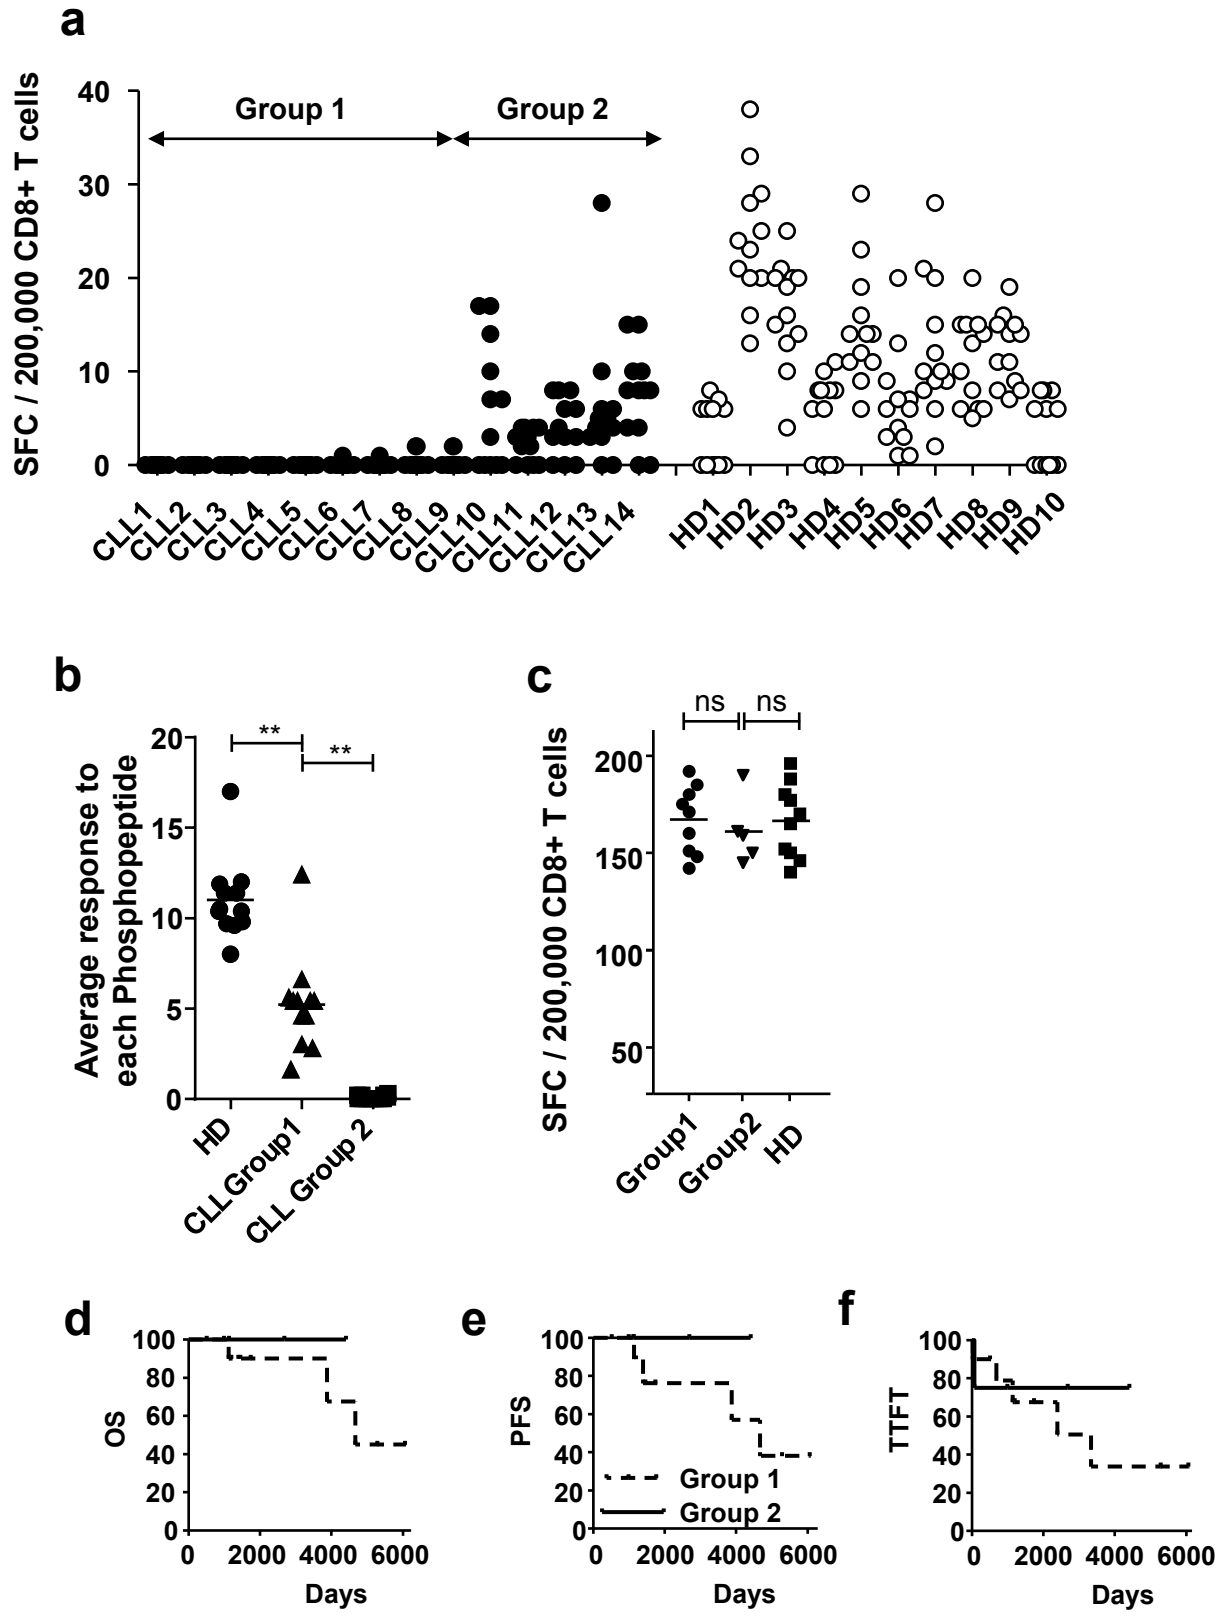 a
SFC / 200,000 CD8+ T cells
40
30
20
10
0
Group 1
Group 2
CLL1
CLL2
CLL3
CLL4
CLL5
CLL6
CLL7
CLL8
CLL9
CLL10
CLL11
CLL12
CLL13
CLL14
HD1
HD2
HD3
HD4
HD5
HD6
HD7
HD8
HD9
HD10
b
Average response to
each Phosphopeptide
20
15
10
5
0
**
**
HD
CLL Group1
CLL Group 2
c
SFC / 200,000 CD8+ T cells
200
150
100
50
ns
ns
Group1
Group2
HD
d
OS
100
80
60
40
20
0
0 2000 4000 6000
Days
e
PFS
100
80
60
40
20
0
Group 1
Group 2
0 2000 4000 6000
Days
f
TTFT
100
80
60
40
20
0
0 2000 4000 6000
Days